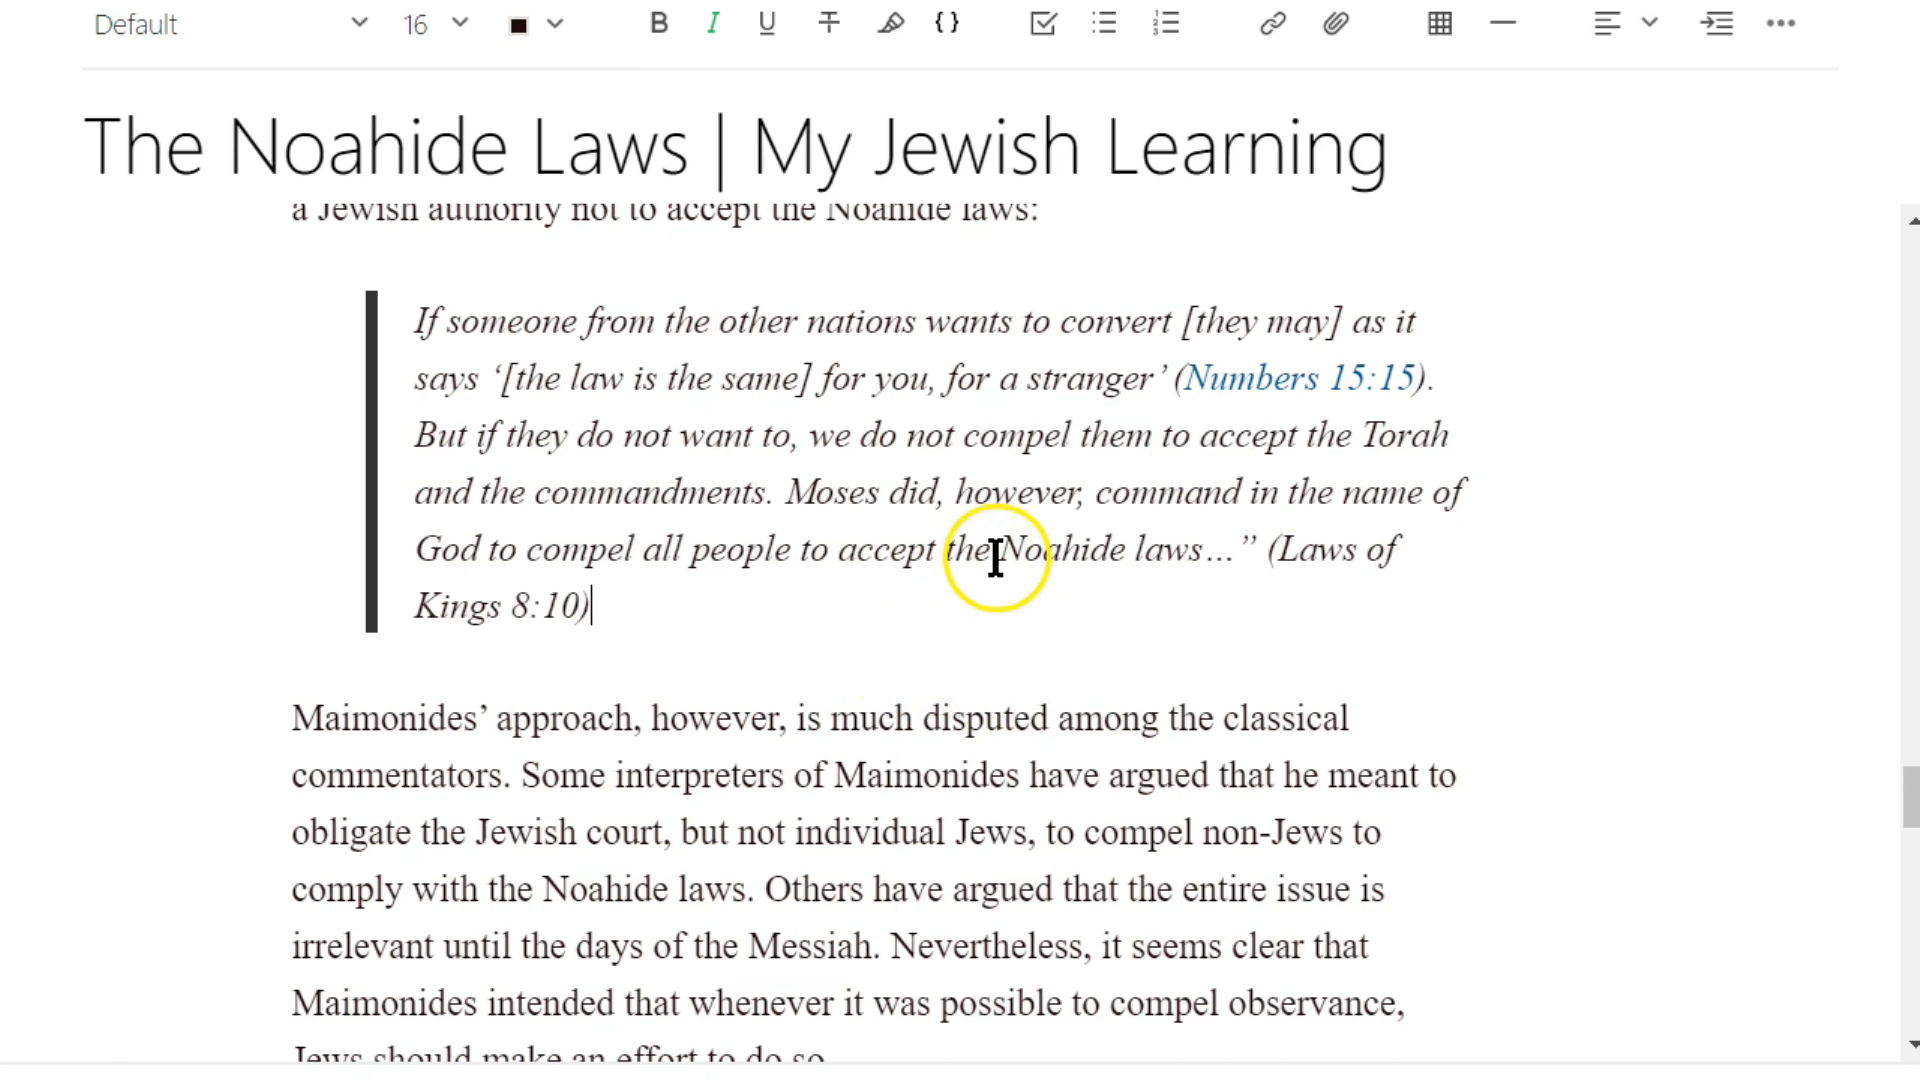 Default 16 B I U T {}
The Noahide Laws | My Jewish Learning
a Jewish authority not to accept the Noahide laws:
If someone from the other nations wants to convert [they may] as it
says ‘[the law is the same] for you, for a stranger’ (Numbers 15:15).
But if they do not want to, we do not compel them to accept the Torah
and the commandments. Moses did, however, command in the name of
God to compel all people to accept the Noahide laws…” (Laws of
Kings 8:10)
Maimonides’ approach, however, is much disputed among the classical
commentators. Some interpreters of Maimonides have argued that he meant to
obligate the Jewish court, but not individual Jews, to compel non-Jews to
comply with the Noahide laws. Others have argued that the entire issue is
irrelevant until the days of the Messiah. Nevertheless, it seems clear that
Maimonides intended that whenever it was possible to compel observance,
Jews should make an effort to do so